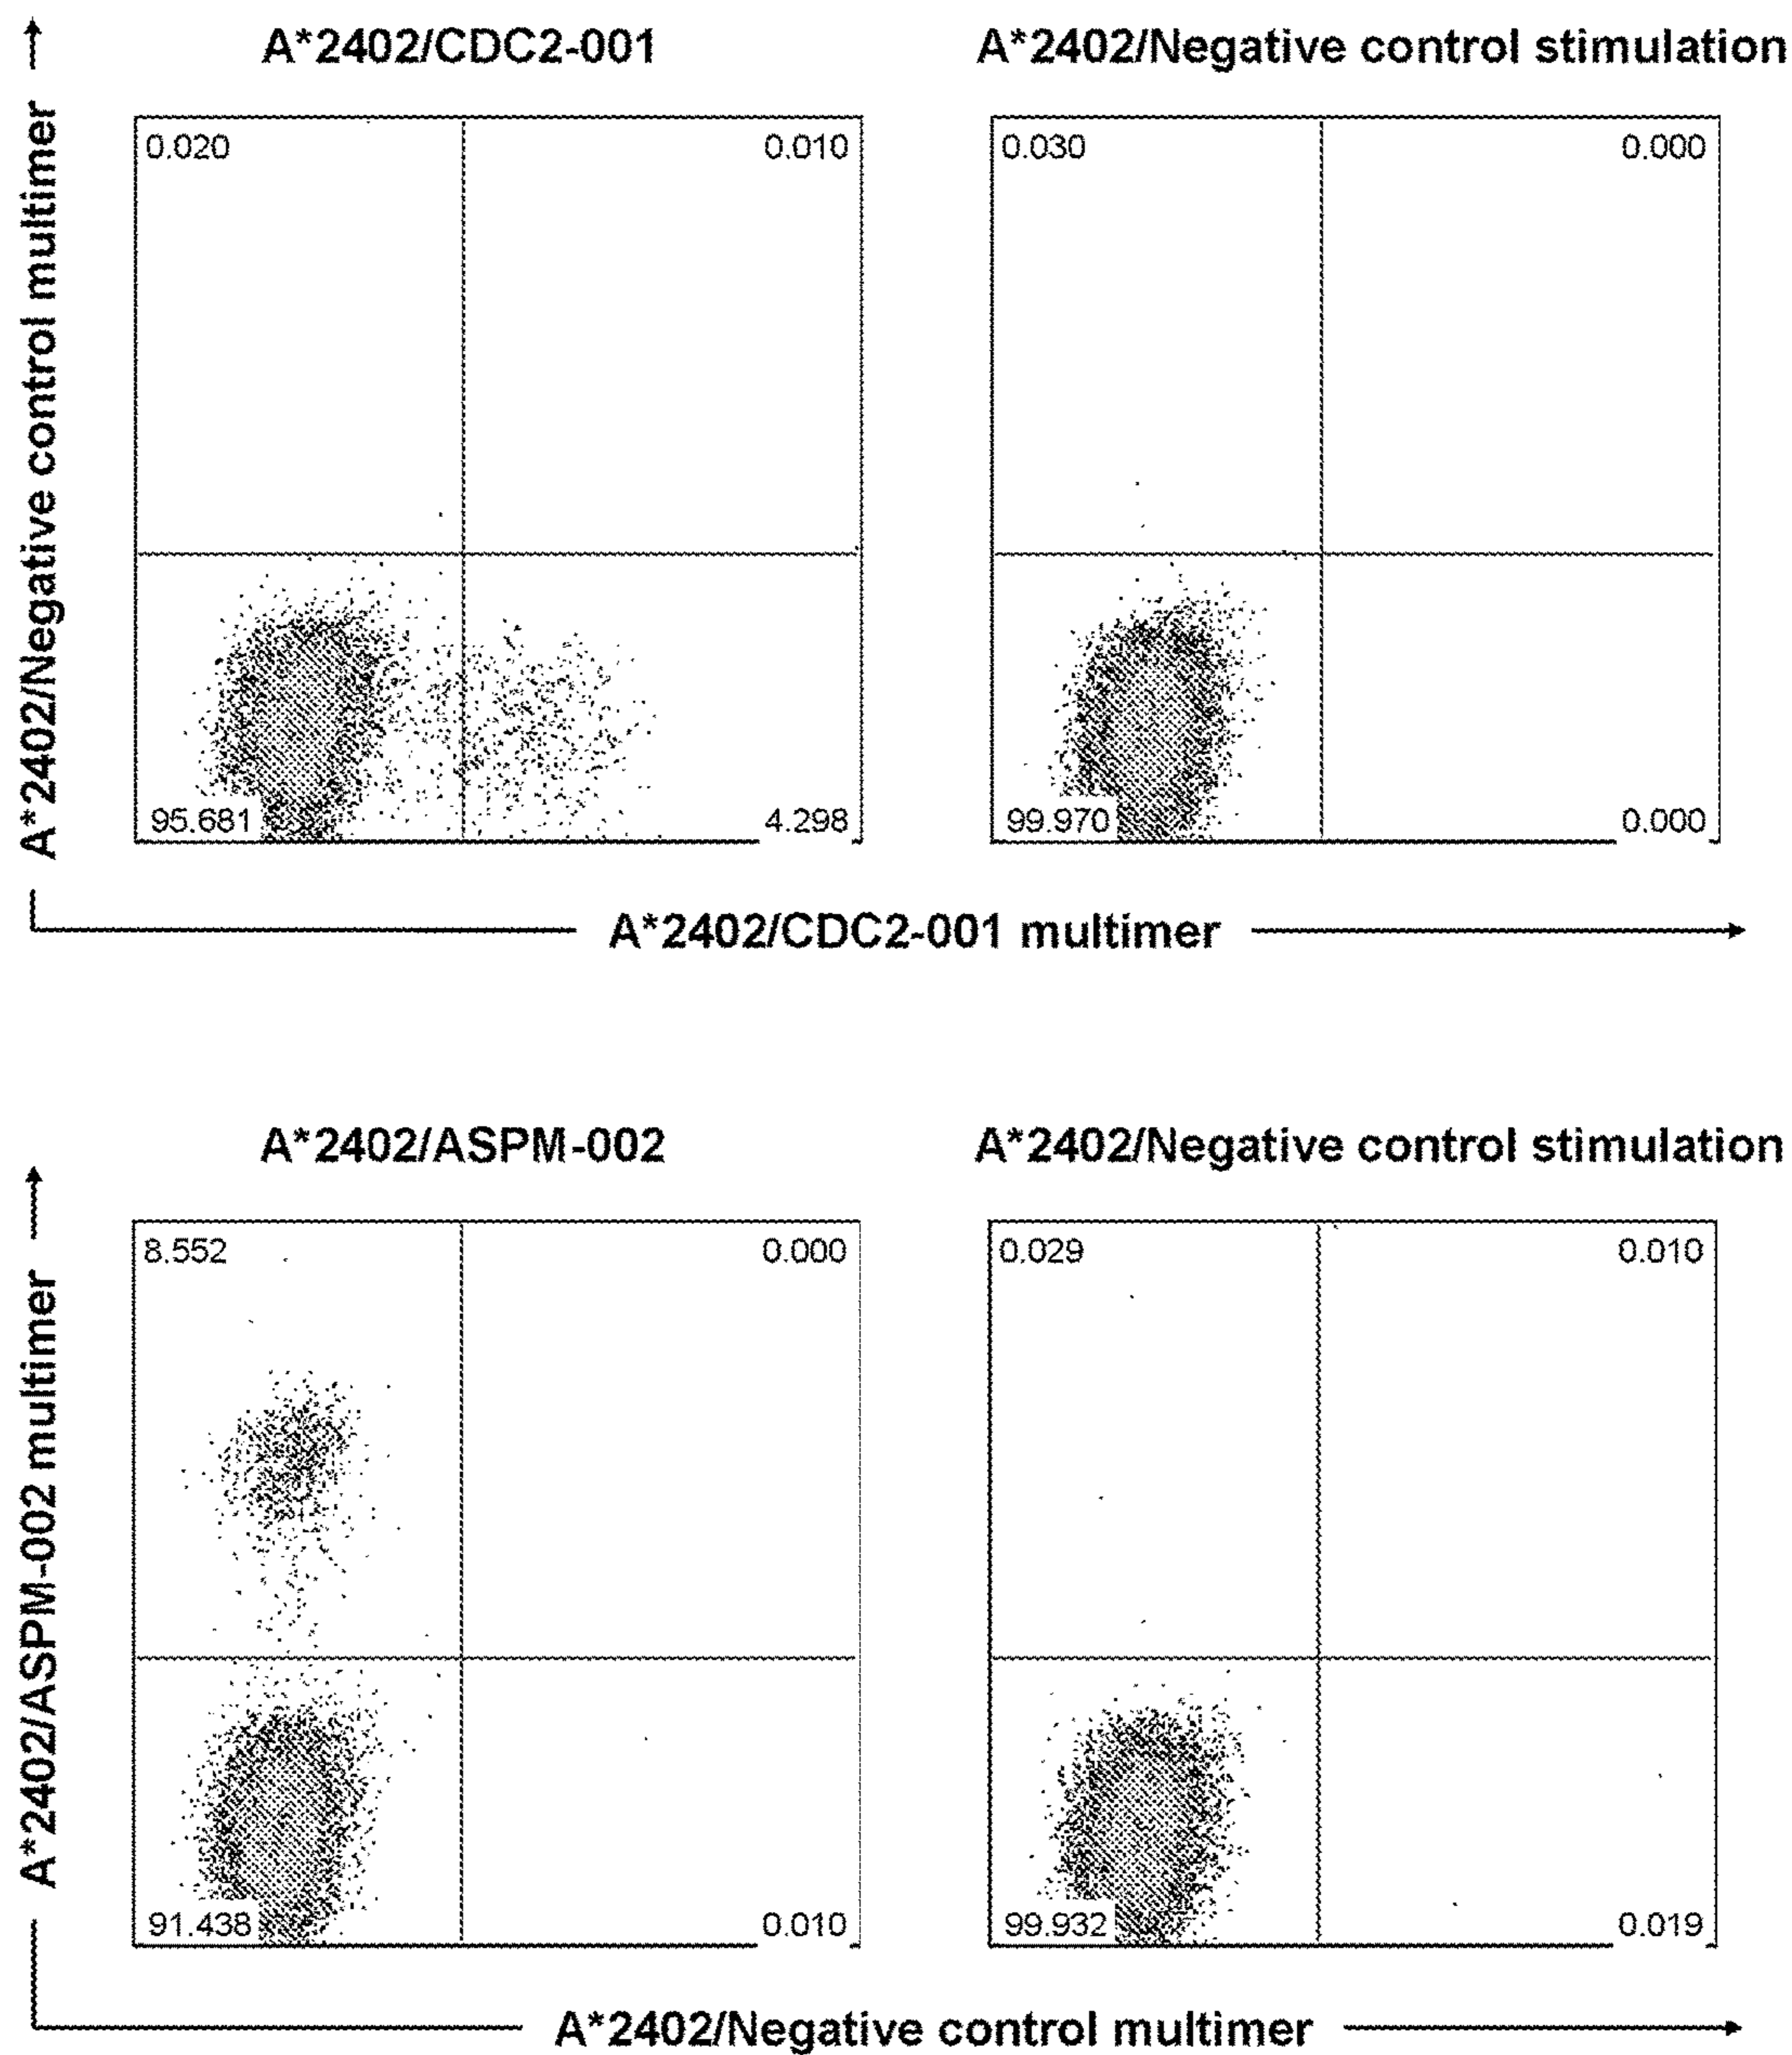 A*2402/CDC2-001
A*2402/Negative control stimulation
A*2402/Negative control multimer
0.020
0.010
95.681
4.298
0.030
0.000
99.970
0.000
A*2402/CDC2-001 multimer
A*2402/ASPM-002
A*2402/Negative control stimulation
A*2402/ASPM-002 multimer
8.552
0.000
91.438
0.010
0.029
0.010
99.932
0.019
A*2402/Negative control multimer